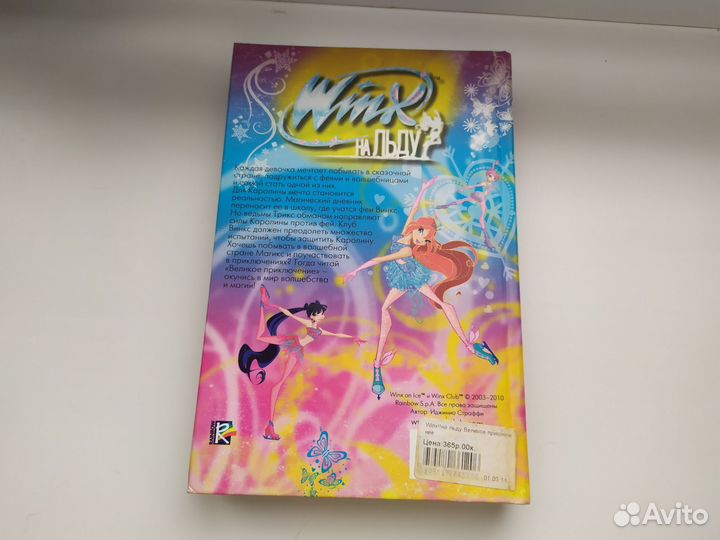 Winx
НА ЛЬДУ
Каждая девочка мечтает побывать в сказочной
стране, подружиться с феями и волшебницами
и самой стать одной из них.
Для Каролины мечта становится
реальностью. Магический дневник
переносит ее в школу, где учатся феи Винкс.
Но ведьмы Трикс обманом направляют
силы Каролины против фей. Клуб
Винкс должен преодолеть множество
испытаний, чтобы защитить Каролину.
Хочешь побывать в волшебной
стране Магикс и поучаствовать
в приключениях? Тогда читай
«Великое приключение» –
окунись в мир волшебства
и магии!
Winx on Ice™ и Winx Club™ © 2003–2010
Rainbow S.p.A. Все права защищены
Автор: Иджинио Страффи
Цена:365р.00к
Avito